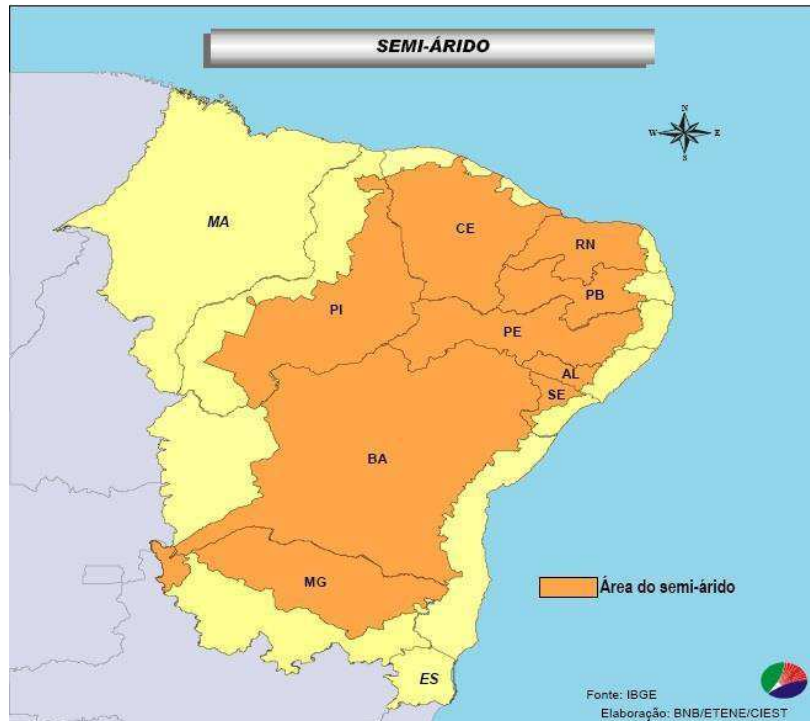 SEMI-ÁRIDO
N
W
E
S
MA
CE
RN
PB
PI
PE
AL
SE
BA
MG
Área do semi-árido
ES
Fonte: IBGE
Elaboração: BNB/ETENE/CIEST